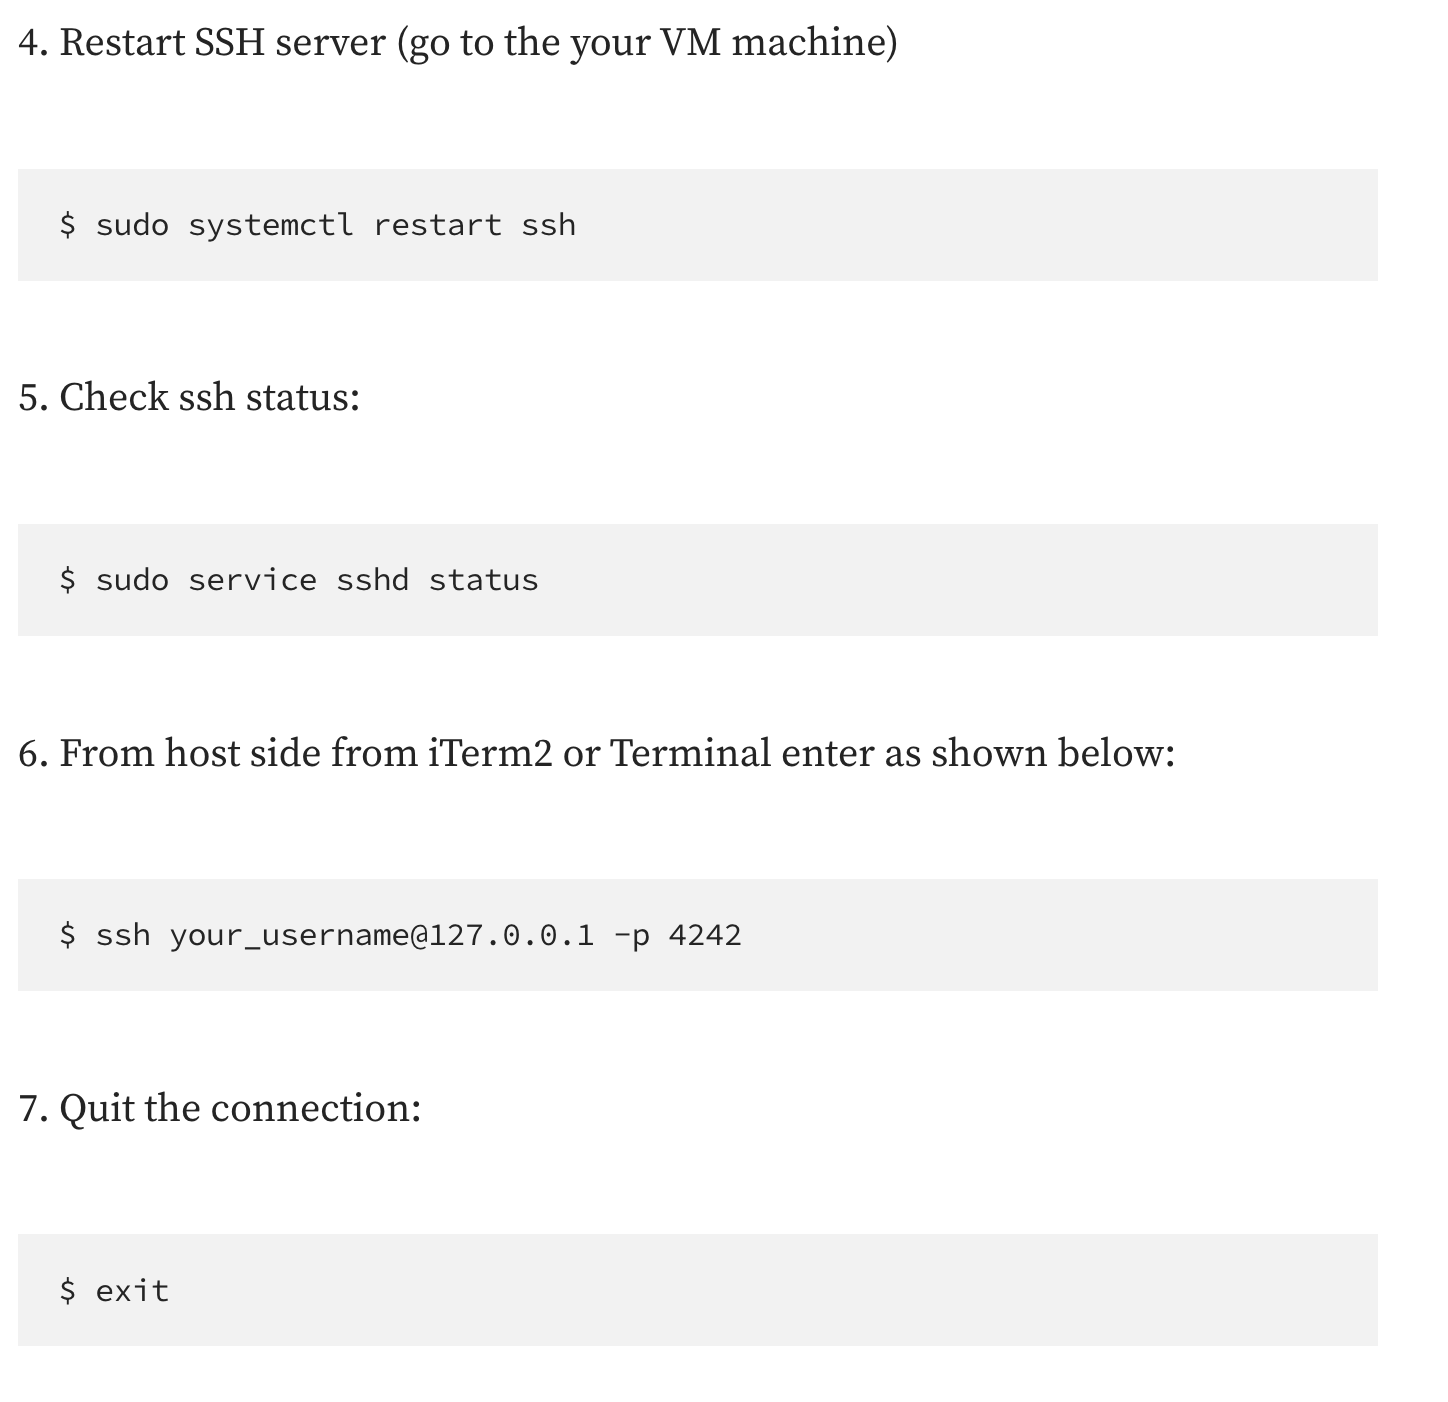 4. Restart SSH server (go to the your VM machine)
$ sudo systemctl restart ssh
5. Check ssh status:
$ sudo service sshd status
6. From host side from iTerm2 or Terminal enter as shown below:
$ ssh your_username@127.0.0.1 -p 4242
7. Quit the connection:
$ exit